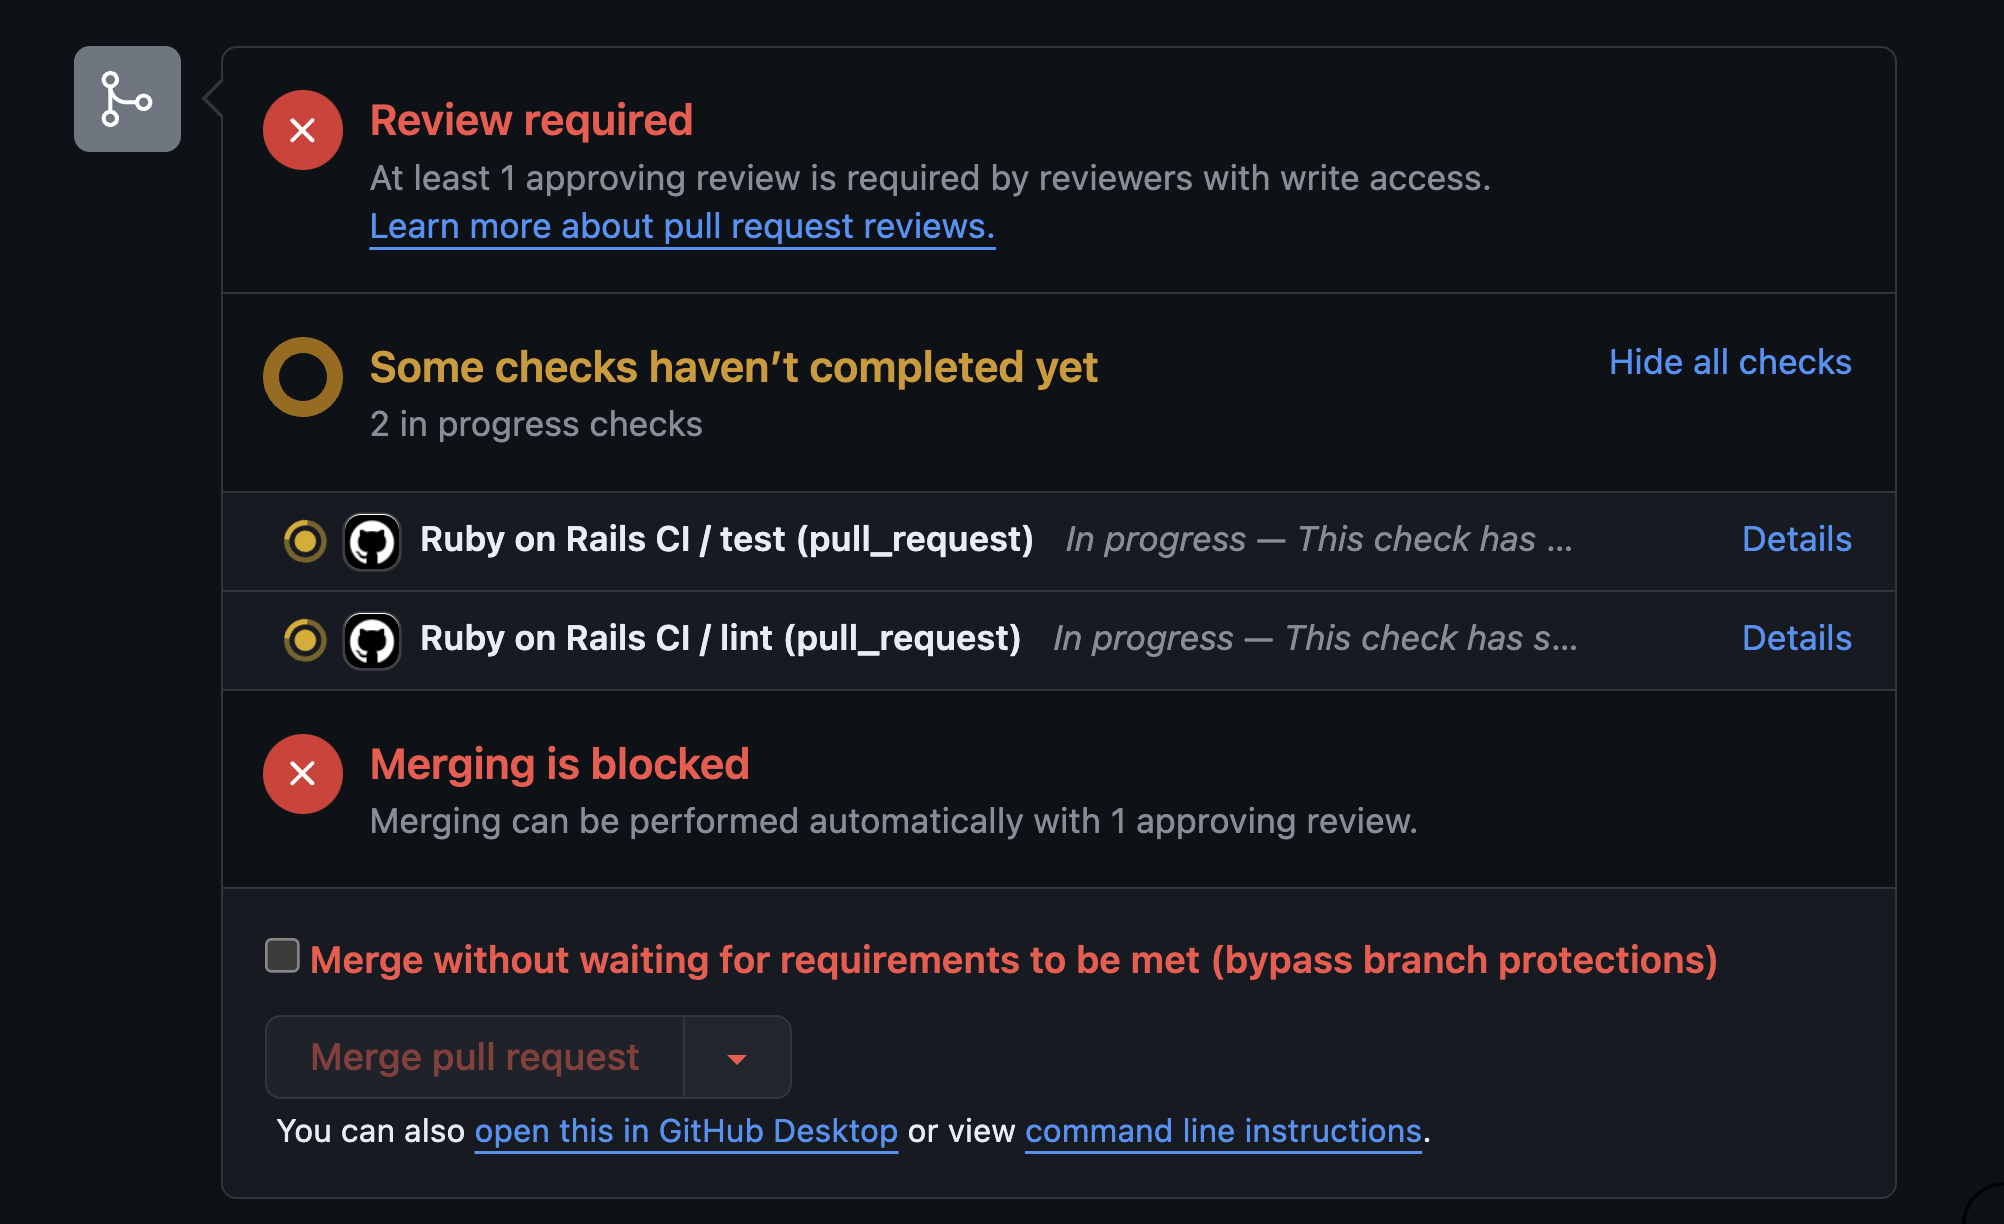 Review required
At least 1 approving review is required by reviewers with write access.
Learn more about pull request reviews.
Some checks haven’t completed yet
Hide all checks
2 in progress checks
Ruby on Rails CI / test (pull_request) In progress — This check has ... Details
Ruby on Rails CI / lint (pull_request) In progress — This check has s... Details
Merging is blocked
Merging can be performed automatically with 1 approving review.
Merge without waiting for requirements to be met (bypass branch protections)
Merge pull request
You can also open this in GitHub Desktop or view command line instructions.